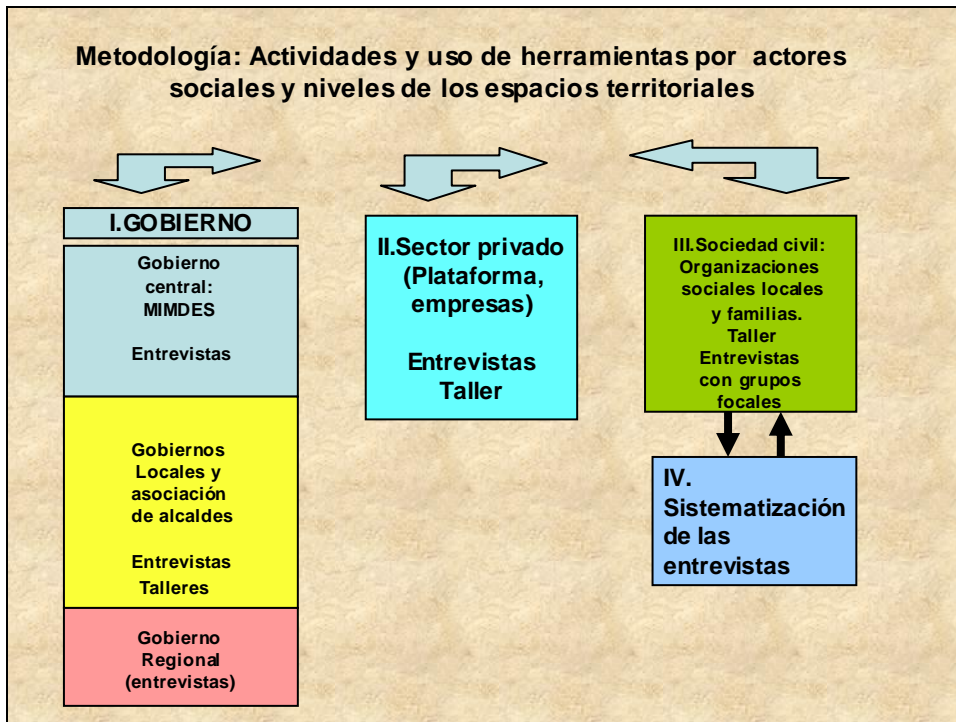 Metodología: Actividades y uso de herramientas por actores
sociales y niveles de los espacios territoriales
I.GOBIERNO
Gobierno
central:
MIMDES
Entrevistas
Gobiernos
Locales y
asociación
de alcaldes
Entrevistas
Talleres
Gobierno
Regional
(entrevistas)
II.Sector privado
(Plataforma,
empresas)
Entrevistas
Taller
III.Sociedad civil:
Organizaciones
sociales locales
y familias.
Taller
Entrevistas
con grupos
focales
IV.
Sistematización
de las
entrevistas